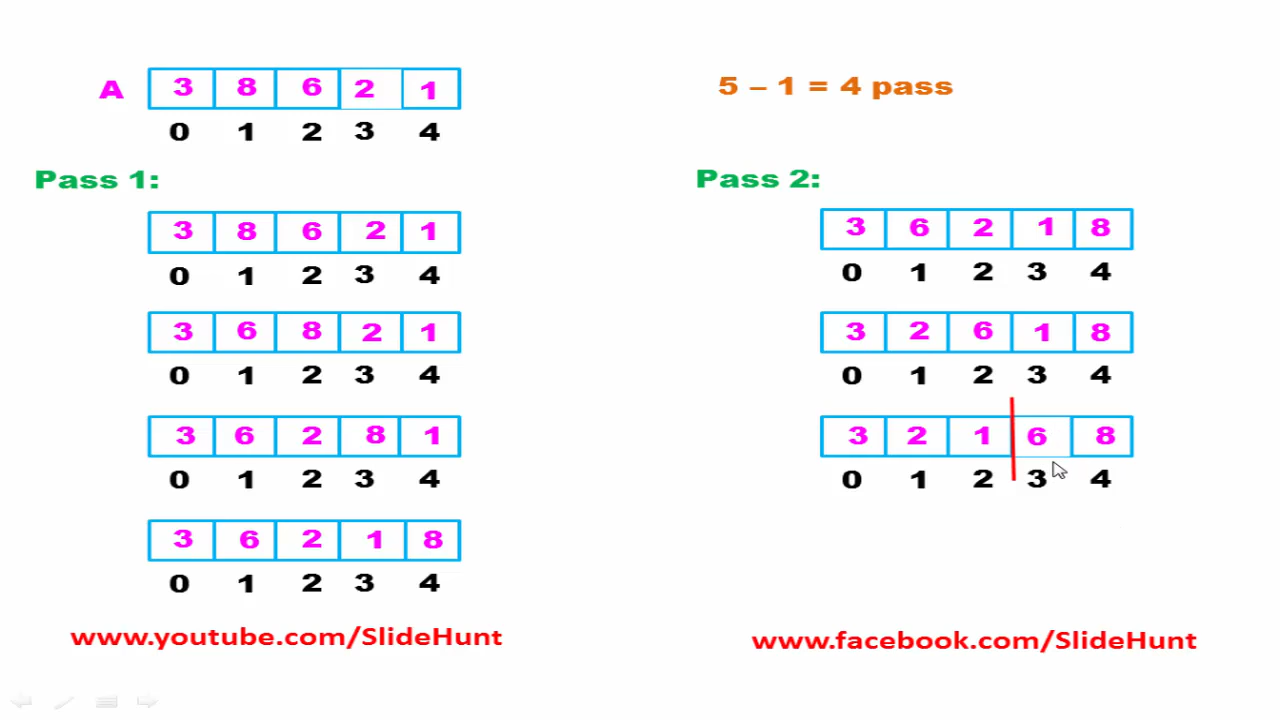 A 3 8 6 2 1
0 1 2 3 4
5 – 1 = 4 pass
Pass 1:
3 8 6 2 1
0 1 2 3 4
3 6 8 2 1
0 1 2 3 4
3 6 2 8 1
0 1 2 3 4
3 6 2 1 8
0 1 2 3 4
www.youtube.com/SlideHunt
Pass 2:
3 6 2 1 8
0 1 2 3 4
3 2 6 1 8
0 1 2 3 4
3 2 1 6 8
0 1 2 3 4
www.facebook.com/SlideHunt